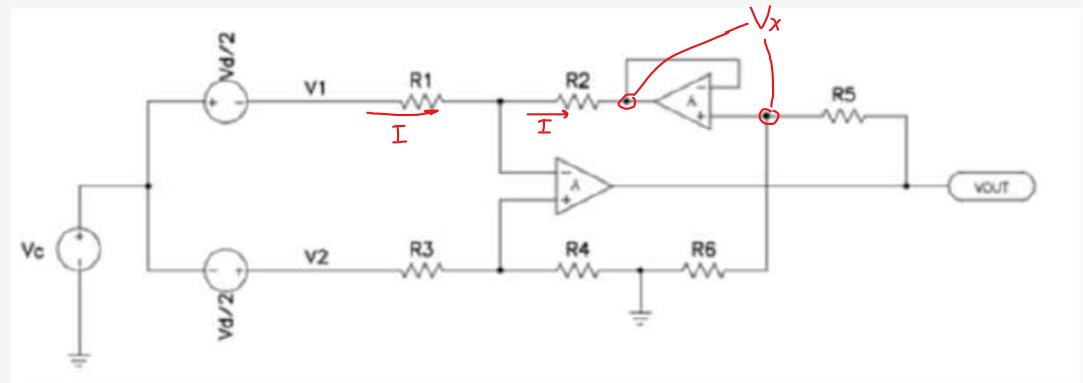 Vx
Vd/2
V1
R1
R2
A
-
+
R5
I
I
-
A
+
VOUT
Vc
+
-
V2
R3
R4
R6
Vd/2